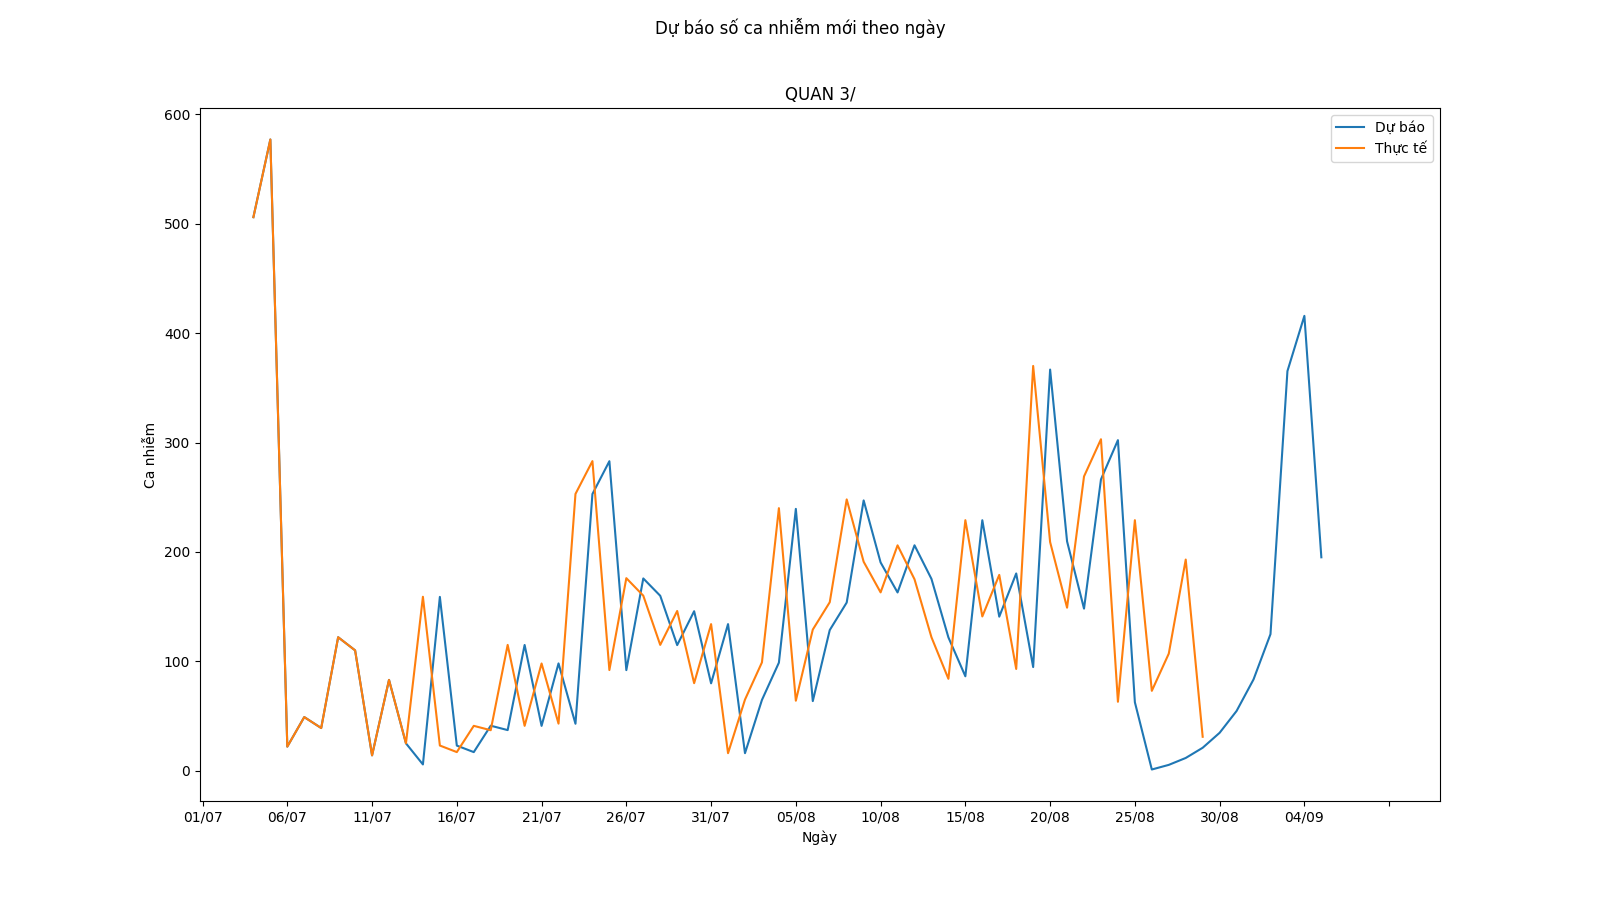 Dự báo số ca nhiễm mới theo ngày
QUAN 3/
Dự báo
Thực tế
600
500
400
300
200
100
0
Ca nhiễm
01/07 06/07 11/07 16/07 21/07 26/07 31/07 05/08 10/08 15/08 20/08 25/08 30/08 04/09
Ngày